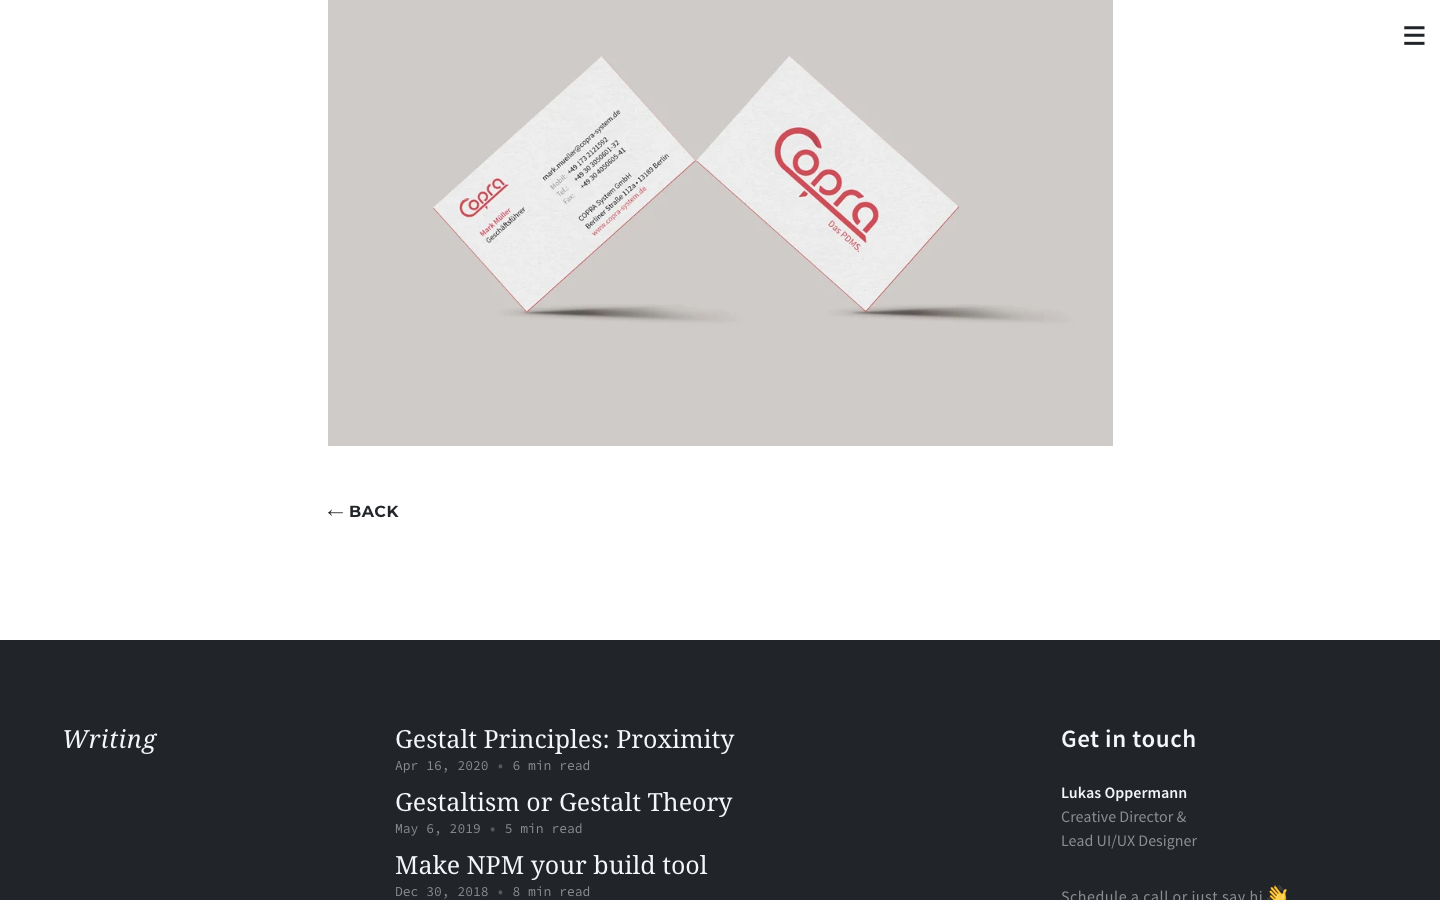 Copra
Mark Müller
Geschäftsführer
mark.mueller@copra-system.de
Mobil: +49 173 2121592
Tel.: +49 30 3050601-32
Fax: +49 30 4050605-41
COPRA System GmbH
Berliner Straße 112a • 13189 Berlin
www.copra-system.de
Copra
Das PDMS.
← BACK
Writing
Gestalt Principles: Proximity
Apr 16, 2020 • 6 min read
Gestaltism or Gestalt Theory
May 6, 2019 • 5 min read
Make NPM your build tool
Dec 30, 2018 • 8 min read
Get in touch
Lukas Oppermann
Creative Director &
Lead UI/UX Designer
Schedule a call or just say hi 👋